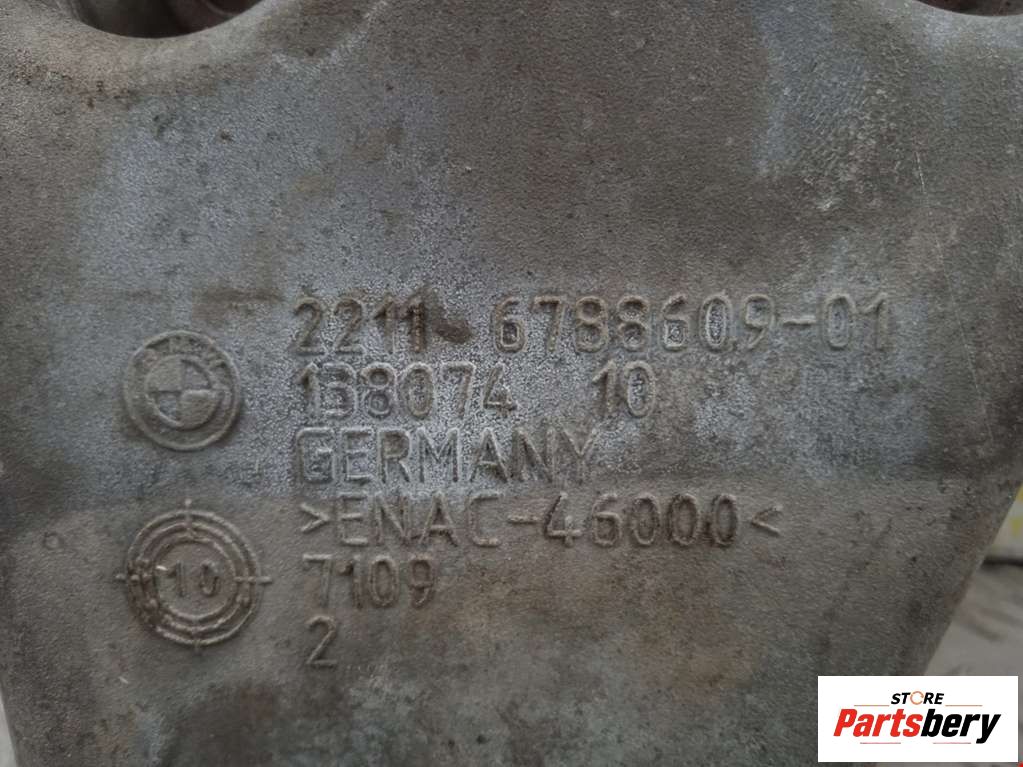 2211 6788609-01
138074 10
GERMANY
>ENAC-46000<
7109
10
2
STORE
Partsbery